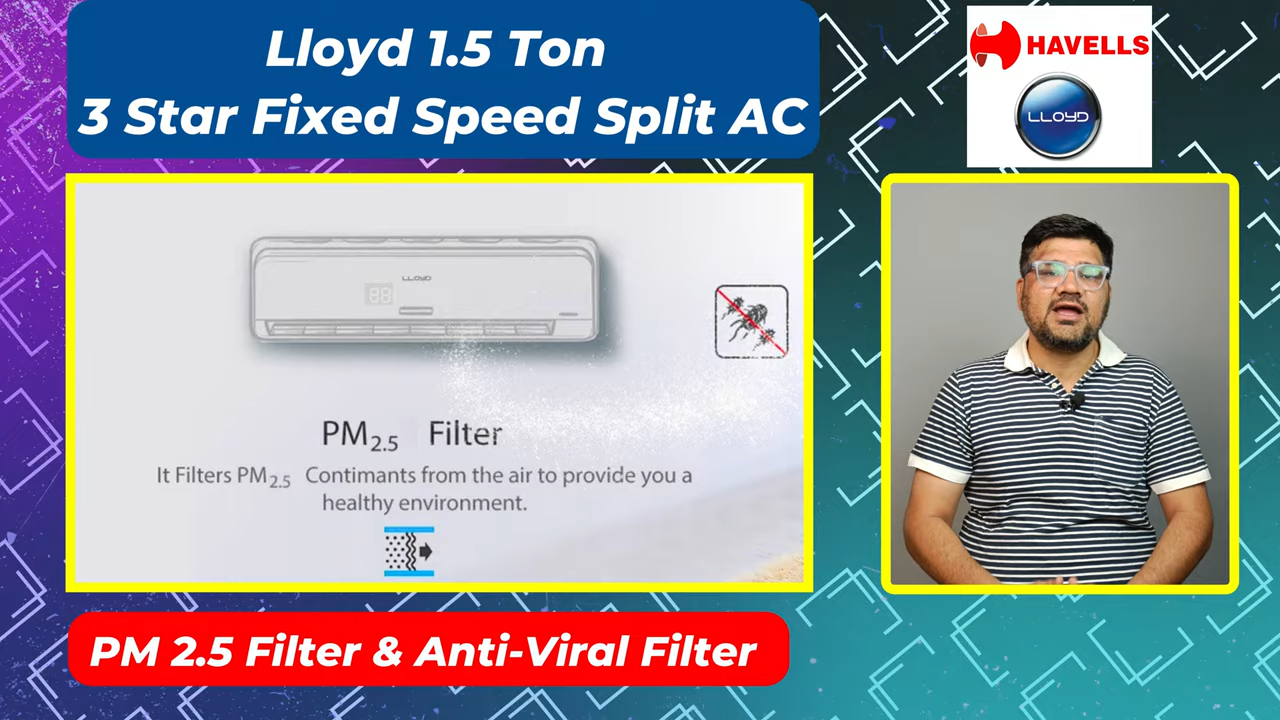 Lloyd 1.5 Ton
3 Star Fixed Speed Split AC
HAVELLS
LLOYD
LLOYD
88
PM2.5 Filter
It Filters PM2.5 Contimants from the air to provide you a
healthy environment.
PM 2.5 Filter & Anti-Viral Filter